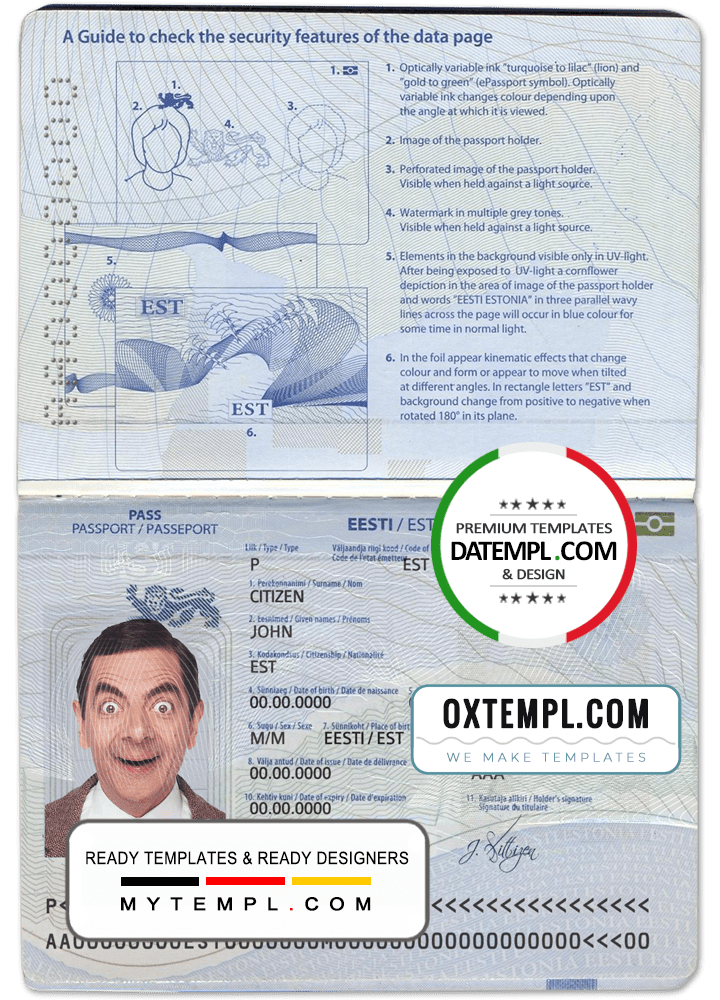 A Guide to check the security features of the data page
1.
1.
2.
3.
4.
5.
EST
EST
6.
1. Optically variable ink "turquoise to lilac" (lion) and
"gold to green" (ePassport symbol). Optically
variable ink changes colour depending upon
the angle at which it is viewed.
2. Image of the passport holder.
3. Perforated image of the passport holder.
Visible when held against a light source.
4. Watermark in multiple grey tones.
Visible when held against a light source.
5. Elements in the background visible only in UV-light.
After being exposed to UV-light a cornflower
depiction in the area of image of the passport holder
and words "EESTI ESTONIA" in three parallel wavy
lines across the page will occur in blue colour for
some time in normal light.
6. In the foil appear kinematic effects that change
colour and form or appear to move when tilted
at different angles. In rectangle letters "EST" and
background change from positive to negative when
rotated 180° in its plane.
PASS
PASSPORT / PASSEPORT
EESTI / EST
PREMIUM TEMPLATES
DATEMPL.COM
& DESIGN
Liik / Type / Type
Väljaandja riigi kood / Code of
Code de l'état émetteur
P
EST
1. Perekonnanimi / Surname / Nom
CITIZEN
2. Eesnimed / Given names / Prénoms
JOHN
3. Kodakondsus / Citizenship / Nationalité
EST
4. Sünniaeg / Date of birth / Date de naissance
00.00.0000
6. Sugu / Sex / Sexe 7. Sünnikoht / Place of birt
M/M EESTI / EST
8. Välja antud / Date of issue / Date de délivrance
00.00.0000
AAA
10. Kehtiv kuni / Date of expiry / Date d'expiration
00.00.0000
11. Kasutaja allkiri / Holder's signature
Signature du titulaire
J. Sittizen
OXTEMPL.COM
WE MAKE TEMPLATES
READY TEMPLATES & READY DESIGNERS
MYTEMPL.COM
P< <<<<<<<<<<<<<<<<
AA00000000EST0000000M000000000000000000<<<00